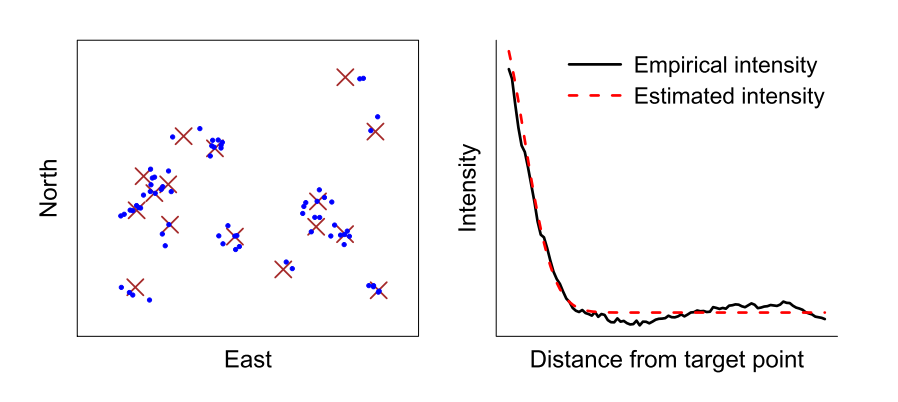 North
East
Intensity
Empirical intensity
Estimated intensity
Distance from target point